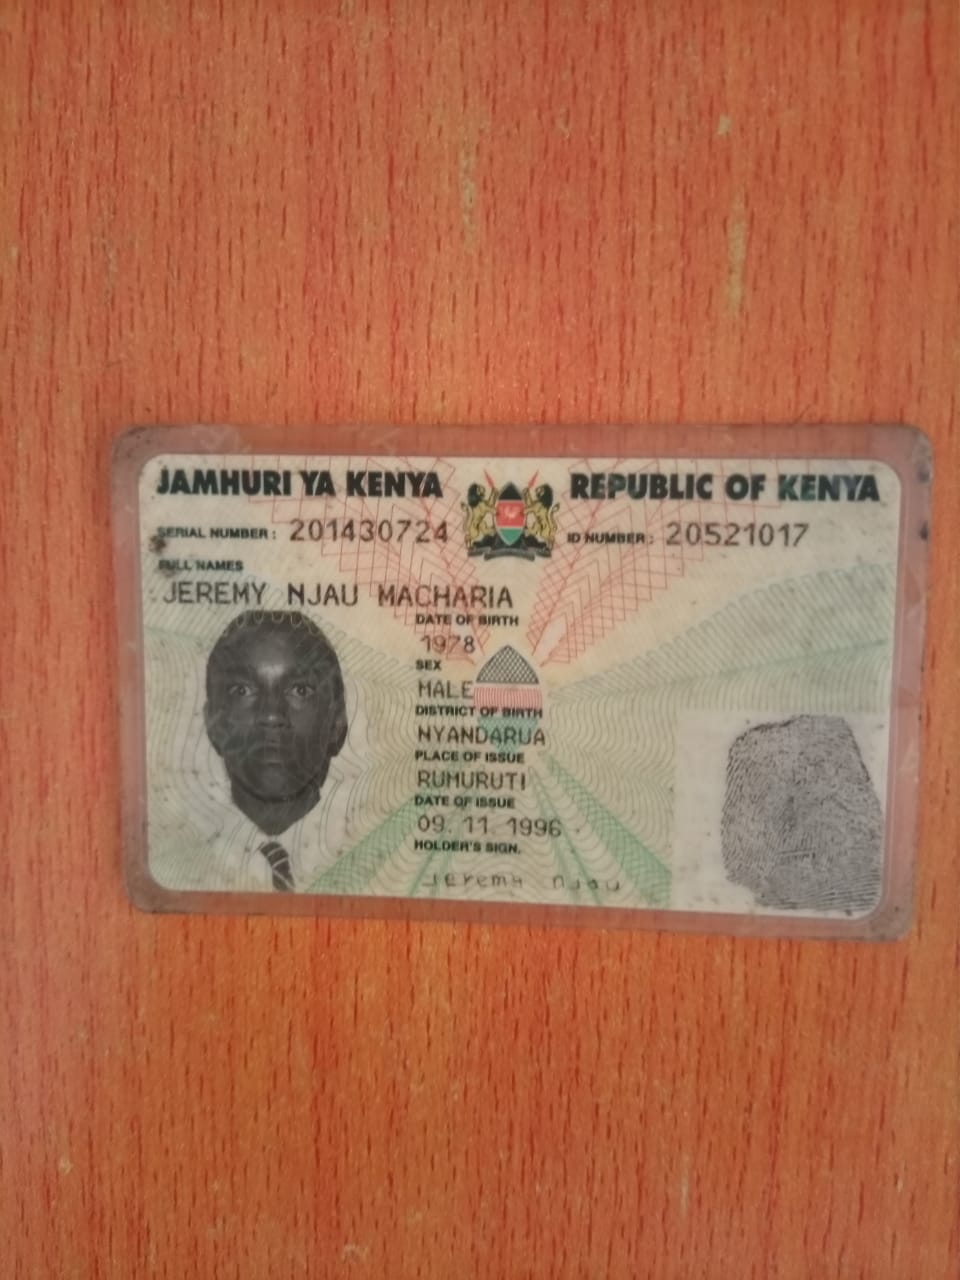 JAMHURI YA KENYA REPUBLIC OF KENYA
SERIAL NUMBER: 201430724 ID NUMBER: 20521017
FULL NAMES
JEREMY NJAU MACHARIA
DATE OF BIRTH
1978
SEX
MALE
DISTRICT OF BIRTH
NYANDARUA
PLACE OF ISSUE
RUMURUTI
DATE OF ISSUE
09. 11. 1996
HOLDER'S SIGN.
Jeremy Njau